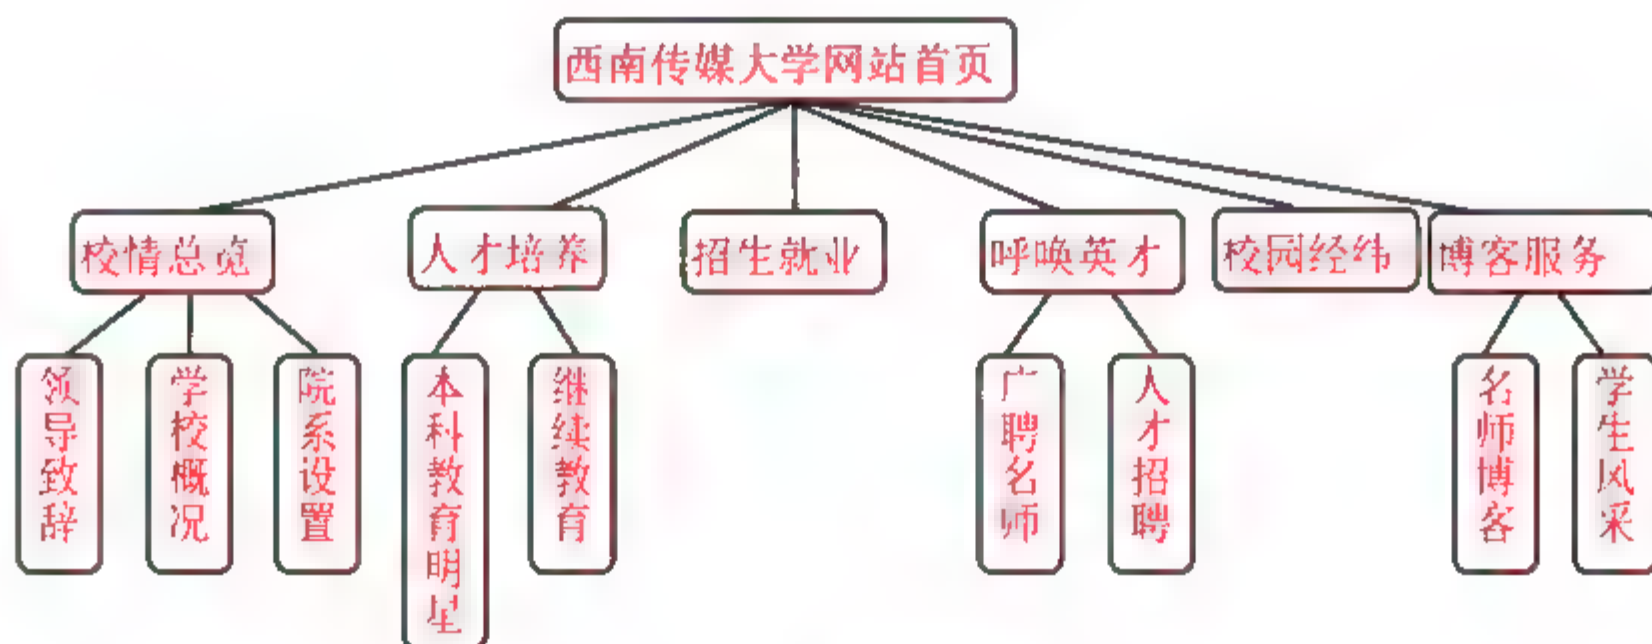 西南传媒大学网站首页
校情总览
人才培养
招生就业
呼唤英才
校园经纬
博客服务
领导致辞
学校概况
院系设置
本科教育明星
继续教育
广聘名师
人才招聘
名师博客
学生风采